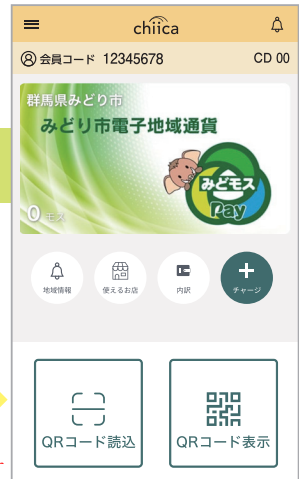 chiica
会員コード 12345678 CD 00
群馬県みどり市
みどり市電子地域通貨
みどモス
Pay
0 モス
地域情報 使えるお店 内訳 チャージ
QRコード読込 QRコード表示